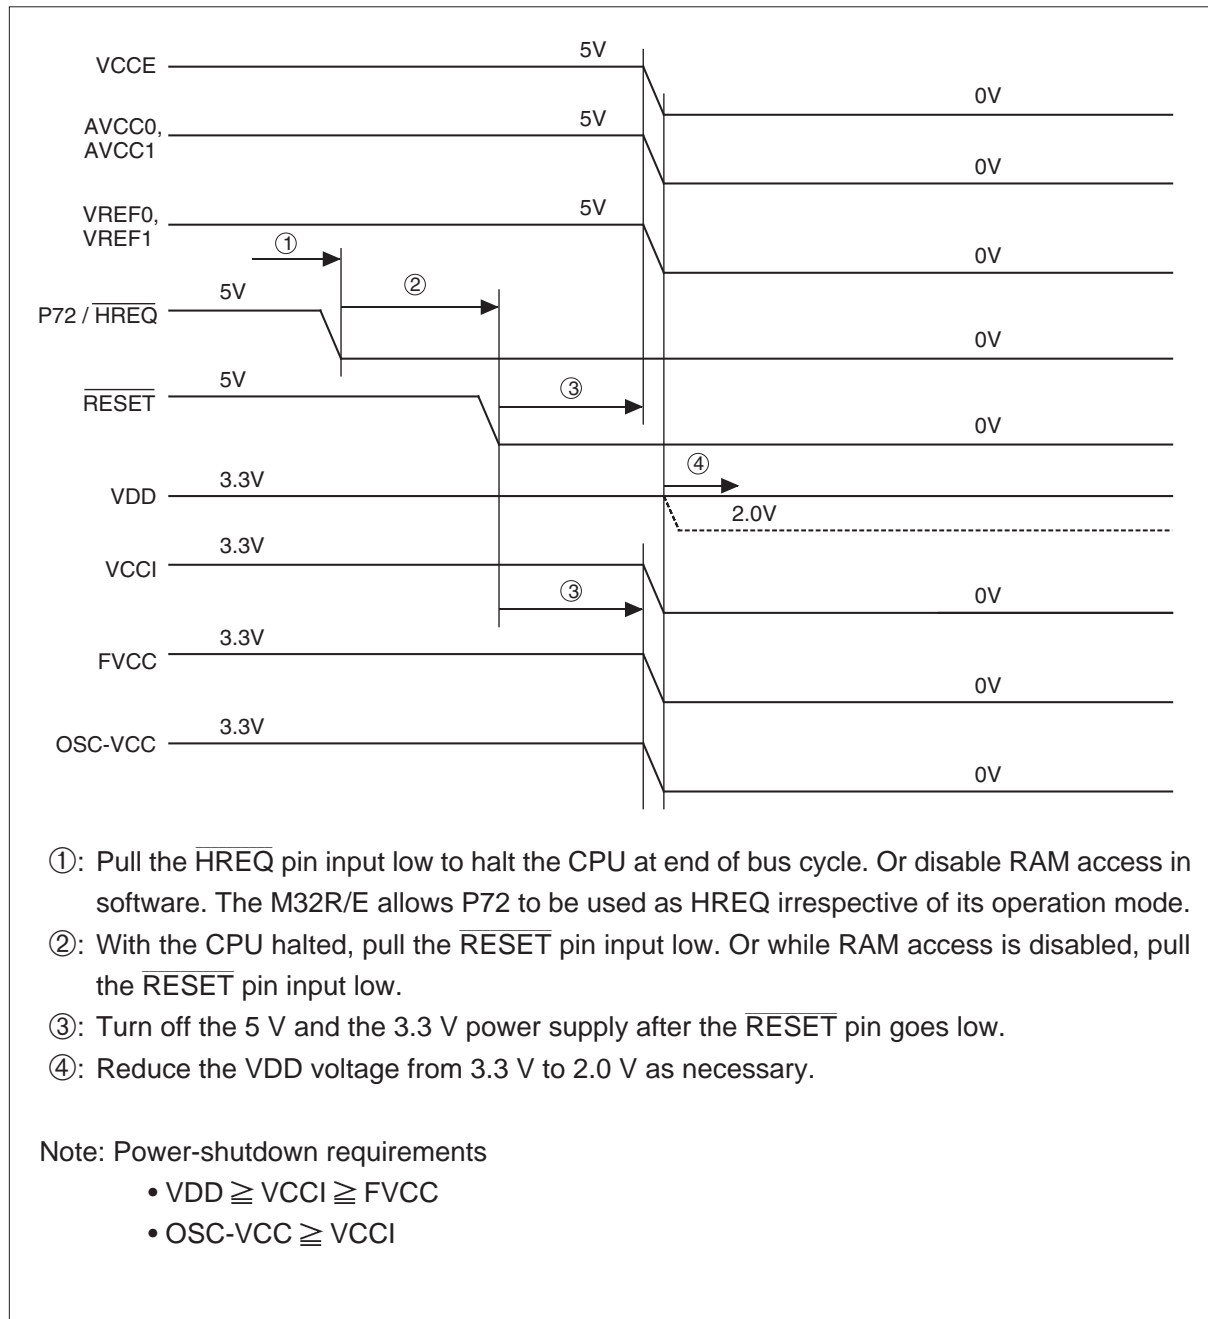 VCCE 5V 0V
AVCC0,
AVCC1 5V 0V
VREF0,
VREF1 5V 0V
①
②
P72 / HREQ 5V 0V
RESET 5V ③ 0V
④
VDD 3.3V 2.0V
VCCI 3.3V 0V
③
FVCC 3.3V 0V
OSC-VCC 3.3V 0V
①: Pull the HREQ pin input low to halt the CPU at end of bus cycle. Or disable RAM access in
software. The M32R/E allows P72 to be used as HREQ irrespective of its operation mode.
②: With the CPU halted, pull the RESET pin input low. Or while RAM access is disabled, pull
the RESET pin input low.
③: Turn off the 5 V and the 3.3 V power supply after the RESET pin goes low.
④: Reduce the VDD voltage from 3.3 V to 2.0 V as necessary.
Note: Power-shutdown requirements
• VDD ≧ VCCI ≧ FVCC
• OSC-VCC ≧ VCCI